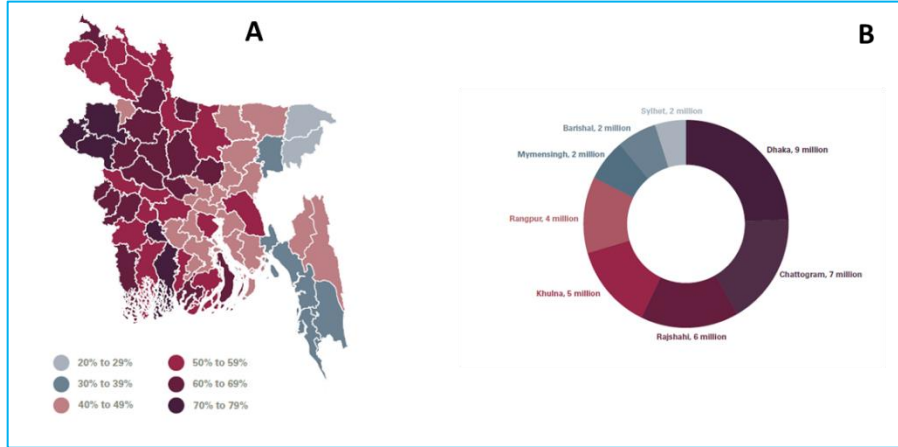 A
B
20% to 29%
30% to 39%
40% to 49%
50% to 59%
60% to 69%
70% to 79%
Sylhet, 2 million
Barishal, 2 million
Mymensingh, 2 million
Rangpur, 4 million
Khulna, 5 million
Rajshahi, 6 million
Chattogram, 7 million
Dhaka, 9 million